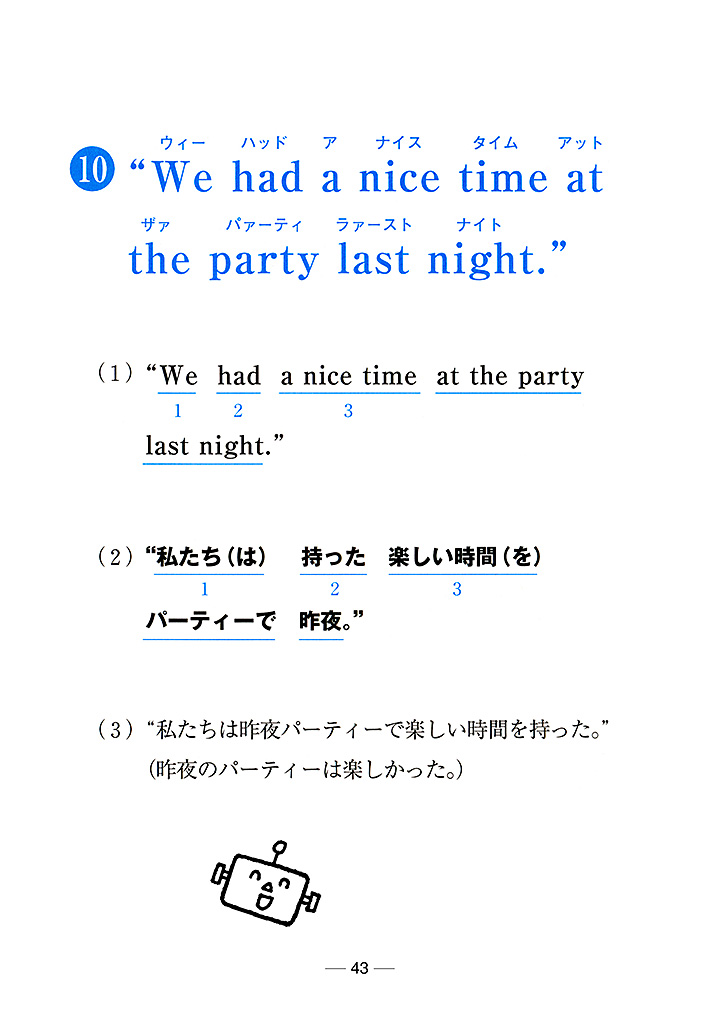 ウィー ハッド ア ナイス タイム アット
10 “We had a nice time at
ザァ パァーティ ラァースト ナイト
the party last night.”
(1) “We had a nice time at the party
1 2 3
last night.”
(2) “私たち(は) 持った 楽しい時間(を)
1 2 3
パーティーで 昨夜。”
(3) “私たちは昨夜パーティーで楽しい時間を持った。”
(昨夜のパーティーは楽しかった。)
— 43 —